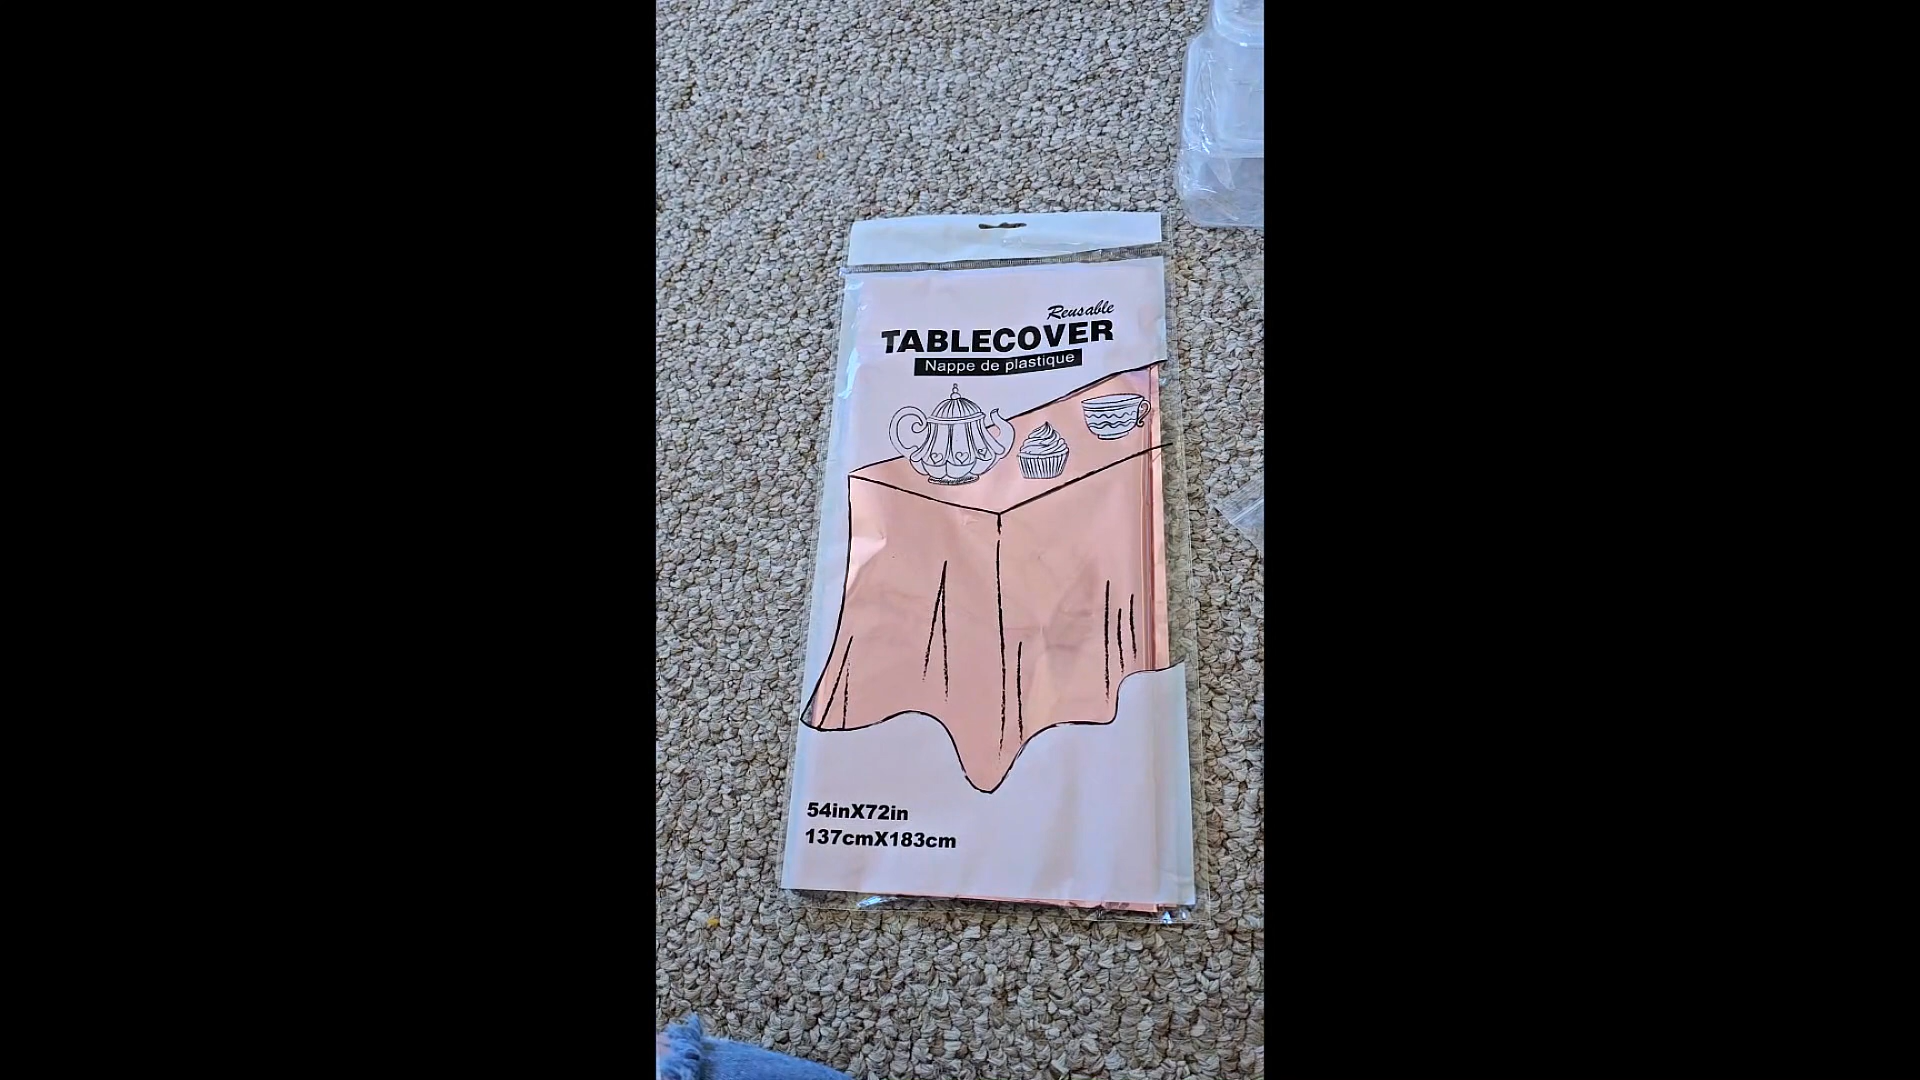 Reusable
TABLECOVER
Nappe de plastique
54inX72in
137cmX183cm